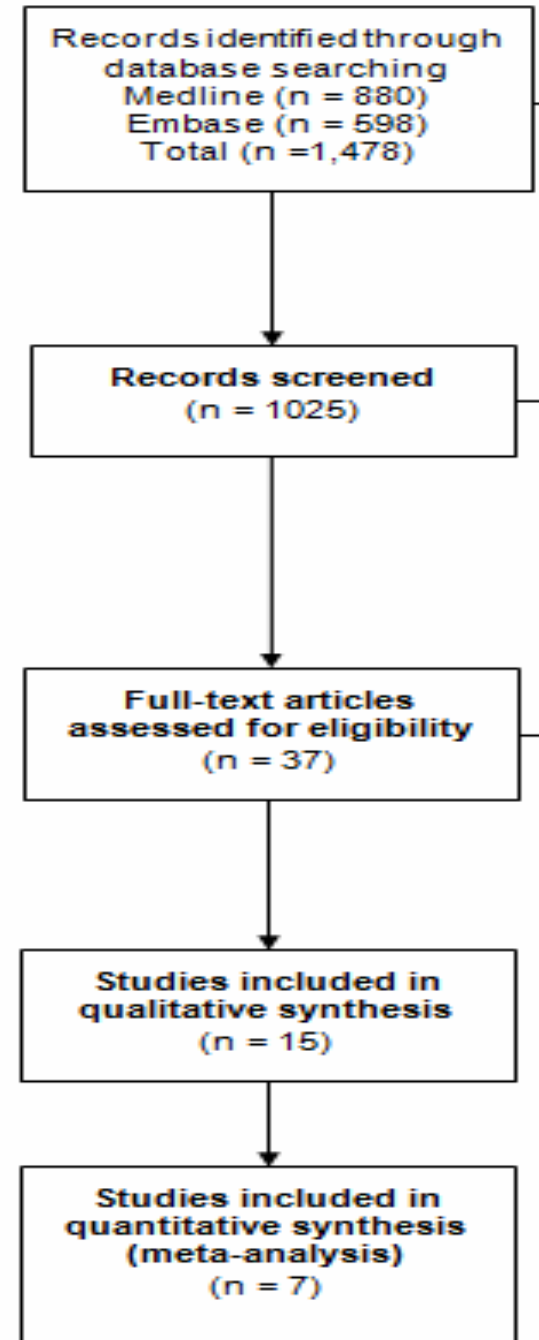 Records identified through
database searching
Medline (n = 880)
Embase (n = 598)
Total (n =1,478)
Records screened
(n = 1025)
Full-text articles
assessed for eligibility
(n = 37)
Studies included in
qualitative synthesis
(n = 15)
Studies included in
quantitative synthesis
(meta-analysis)
(n = 7)